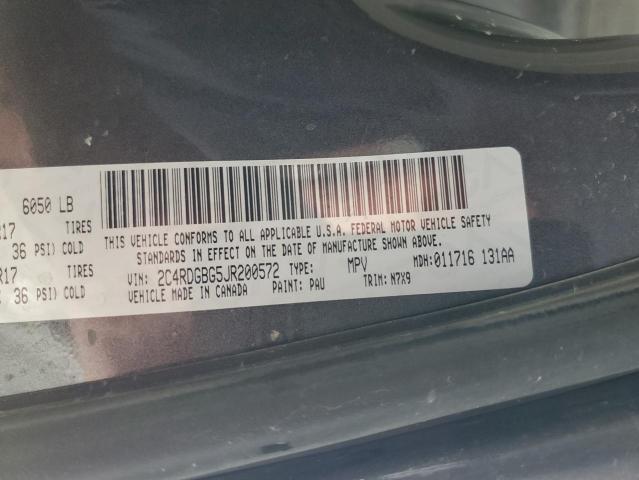 6050 LB
R17 TIRES
36 PSI) COLD
R17 TIRES
36 PSI) COLD
THIS VEHICLE CONFORMS TO ALL APPLICABLE U.S.A. FEDERAL MOTOR VEHICLE SAFETY
STANDARDS IN EFFECT ON THE DATE OF MANUFACTURE SHOWN ABOVE.
VIN: 2C4RDGBG5JR200572 TYPE: MPV MDH: 011716 131AA
VEHICLE MADE IN CANADA PAINT: PAU TRIM: N7X9